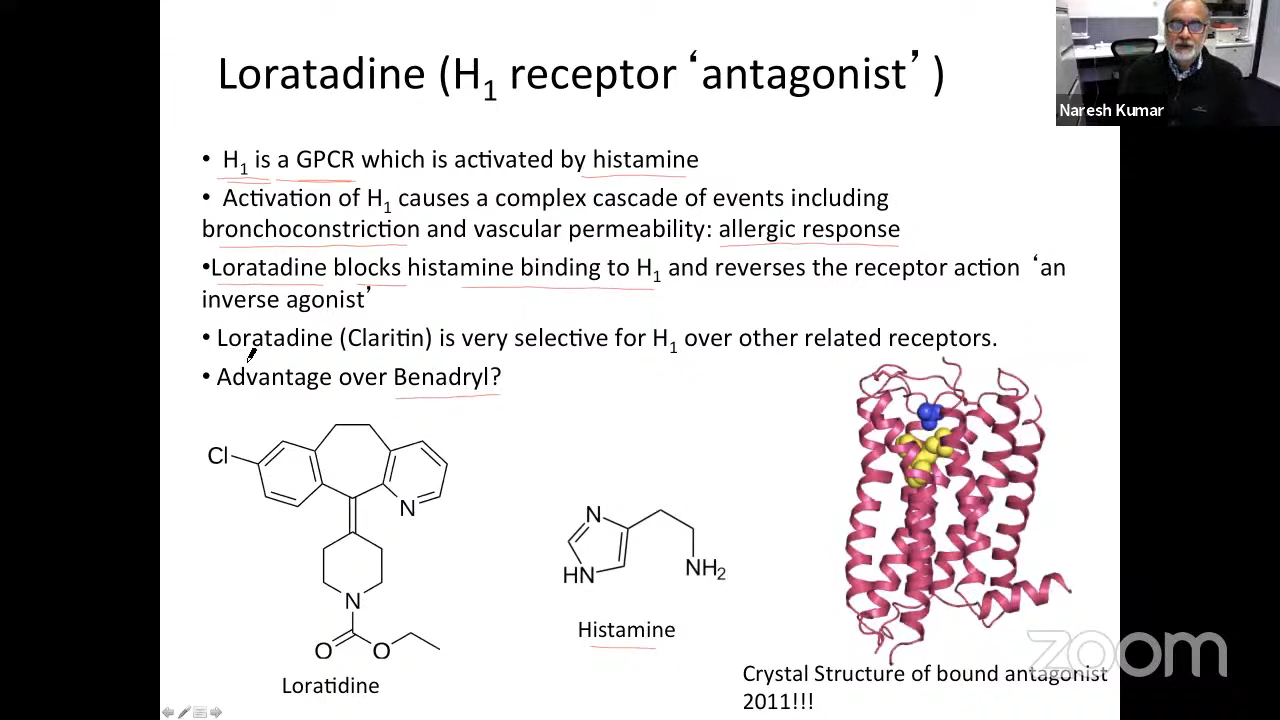 Loratadine (H1 receptor ‘antagonist’ )
Naresh Kumar
• H1 is a GPCR which is activated by histamine
• Activation of H1 causes a complex cascade of events including
bronchoconstriction and vascular permeability: allergic response
•Loratadine blocks histamine binding to H1 and reverses the receptor action ‘an
inverse agonist’
• Loratadine (Claritin) is very selective for H1 over other related receptors.
• Advantage over Benadryl?
Cl
N
N
O
O
Loratidine
N
HN
NH2
Histamine
zoom
Crystal Structure of bound antagonist
2011!!!